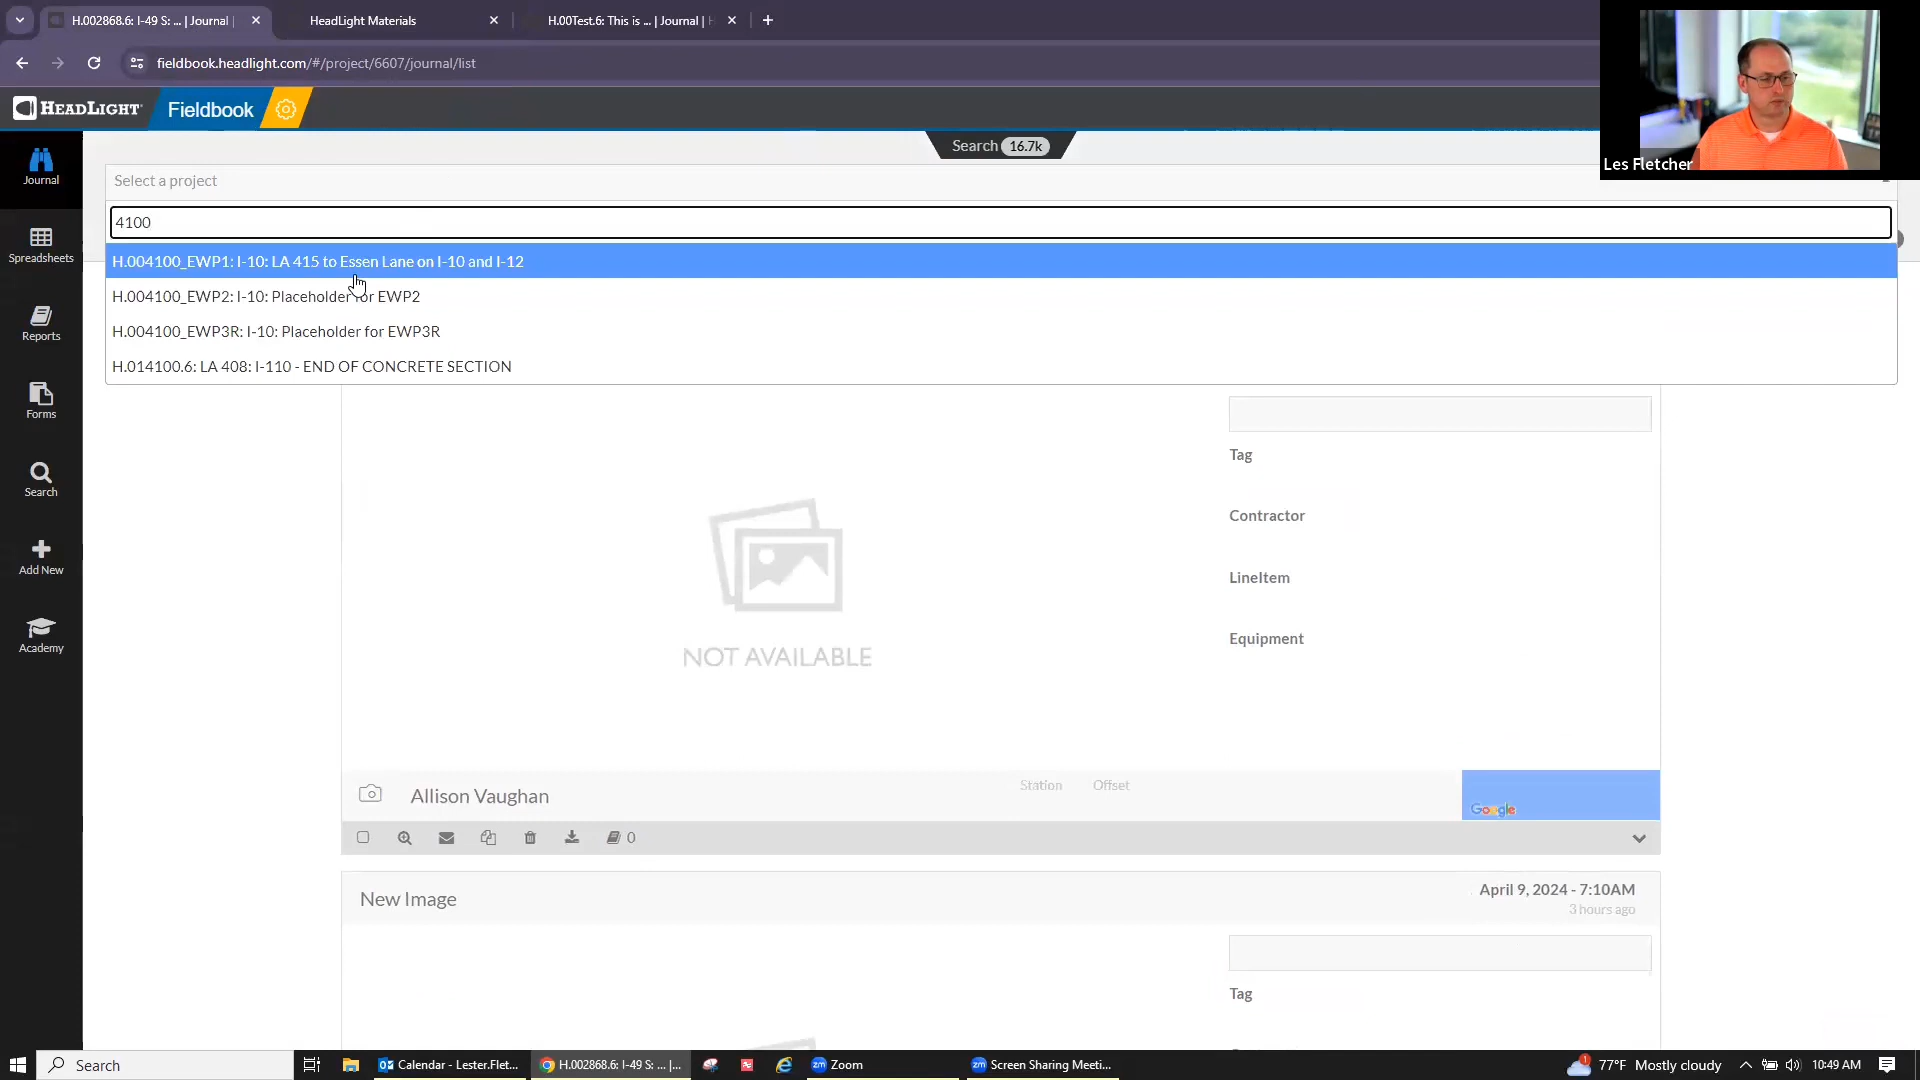 H.002868.6: I-49 S: ... | Journal |
HeadLight Materials
H.00Test.6: This is ... | Journal |
fieldbook.headlight.com/#/project/6607/journal/list
HEADLIGHT
Fieldbook
Search 16.7k
Les Fletcher
Journal
Spreadsheets
Reports
Forms
Search
Add New
Academy
Select a project
4100
H.004100_EWP1: I-10: LA 415 to Essen Lane on I-10 and I-12
H.004100_EWP2: I-10: Placeholder for EWP2
H.004100_EWP3R: I-10: Placeholder for EWP3R
H.014100.6: LA 408: I-110 - END OF CONCRETE SECTION
Tag
Contractor
LineItem
Equipment
NOT AVAILABLE
Allison Vaughan
Station Offset
Google
0
New Image
April 9, 2024 - 7:10AM
3 hours ago
Tag
Search
Calendar - Lester.Flet...
H.002868.6: I-49 S: ... |...
zm Zoom
zm Screen Sharing Meeti...
1
77°F Mostly cloudy
10:49 AM